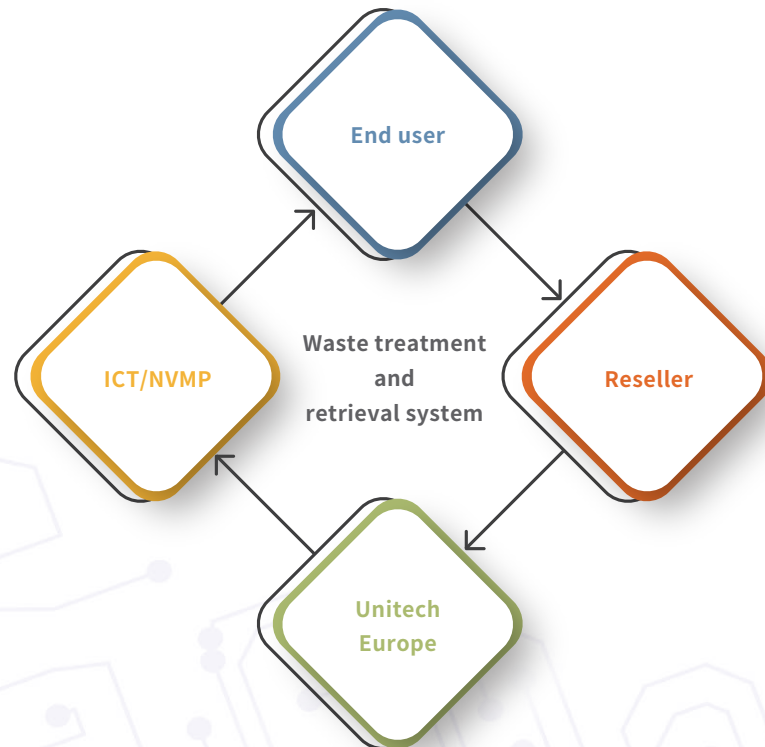 End user
Waste treatment
and
retrieval system
ICT/NVMP
Reseller
Unitech
Europe